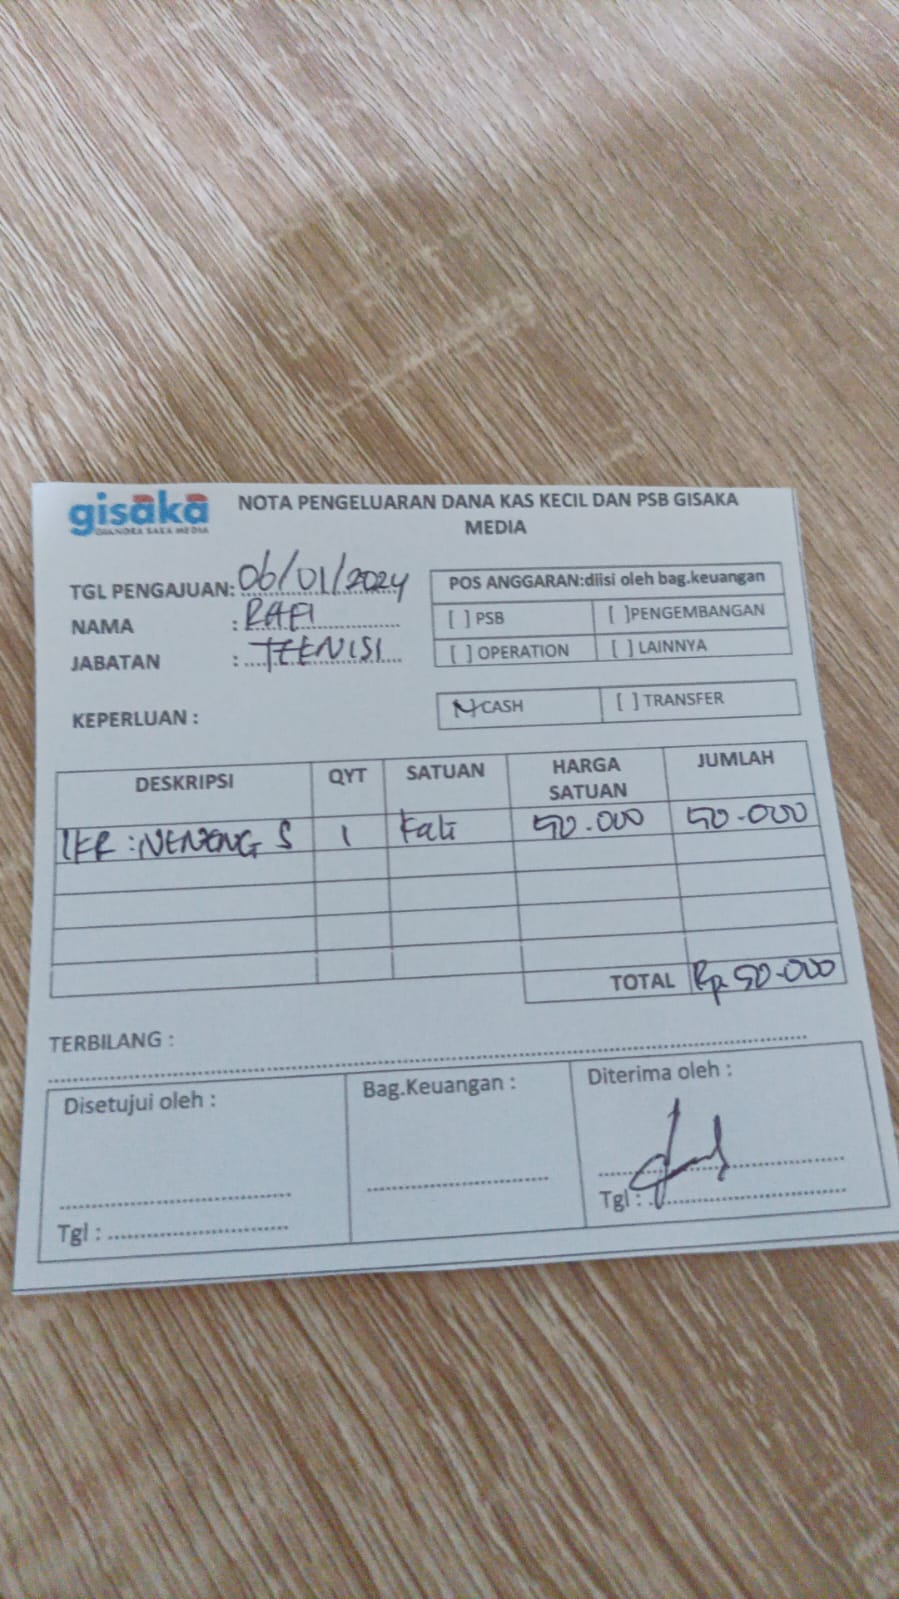 gisaka
CHANDRA SAKA MEDIA
NOTA PENGELUARAN DANA KAS KECIL DAN PSB GISAKA
MEDIA
TGL PENGAJUAN: 06/01/2024
NAMA : RAFI
JABATAN : TEKNISI
POS ANGGARAN:diisi oleh bag.keuangan
[ ] PSB [ ]PENGEMBANGAN
[ ] OPERATION [ ] LAINNYA
KEPERLUAN :
CASH [ ] TRANSFER
DESKRIPSI QYT SATUAN HARGA SATUAN JUMLAH
: NENENG S 1 Kali 50.000 50.000
TOTAL Rp 50.000
TERBILANG :
Disetujui oleh : Bag.Keuangan : Diterima oleh :
Tgl : Tgl :